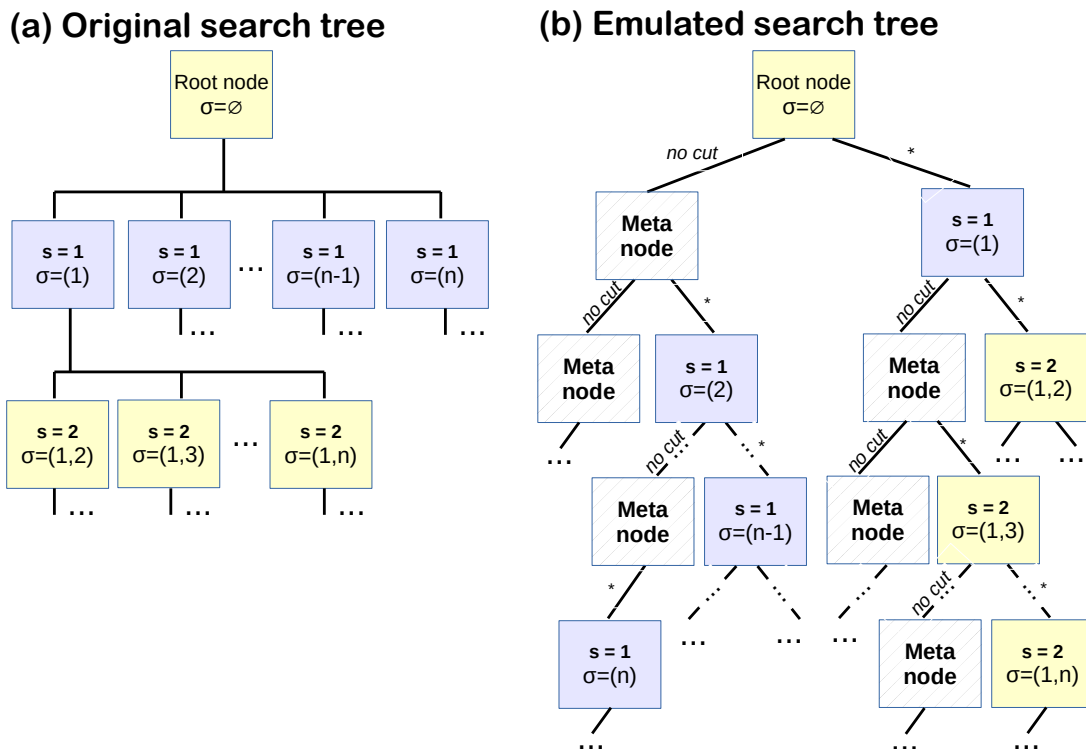 (a) Original search tree
Root node
σ=∅
s = 1
σ=(1)
s = 1
σ=(2)
...
s = 1
σ=(n-1)
s = 1
σ=(n)
...
...
...
s = 2
σ=(1,2)
s = 2
σ=(1,3)
...
s = 2
σ=(1,n)
...
...
...
(b) Emulated search tree
Root node
σ=∅
no cut
*
Meta
node
s = 1
σ=(1)
no cut
*
no cut
*
Meta
node
s = 1
σ=(2)
Meta
node
s = 2
σ=(1,2)
...
no cut
...
...
*
no cut
*
...
...
Meta
node
s = 1
σ=(n-1)
Meta
node
s = 2
σ=(1,3)
*
...
...
...
no cut
...
...
*
...
...
...
s = 1
σ=(n)
Meta
node
s = 2
σ=(1,n)
...
...
...